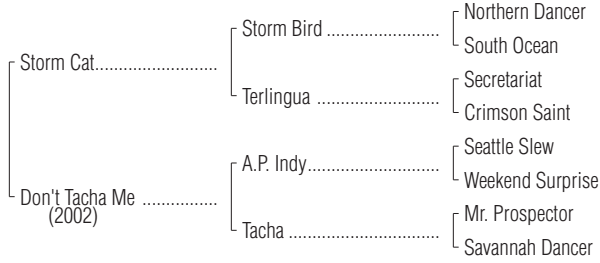 Northern Dancer
Storm Bird ........................
South Ocean
Storm Cat..........................
Secretariat
Terlingua ..........................
Crimson Saint
Seattle Slew
A.P. Indy............................
Weekend Surprise
Don't Tacha Me ................
(2002)
Mr. Prospector
Tacha ................................
Savannah Dancer